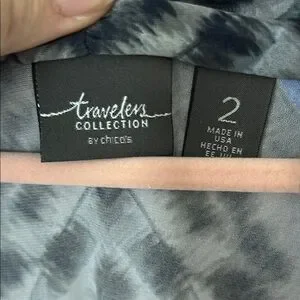 travelers
COLLECTION
BY chico's
2
MADE IN
USA
HECHO EN